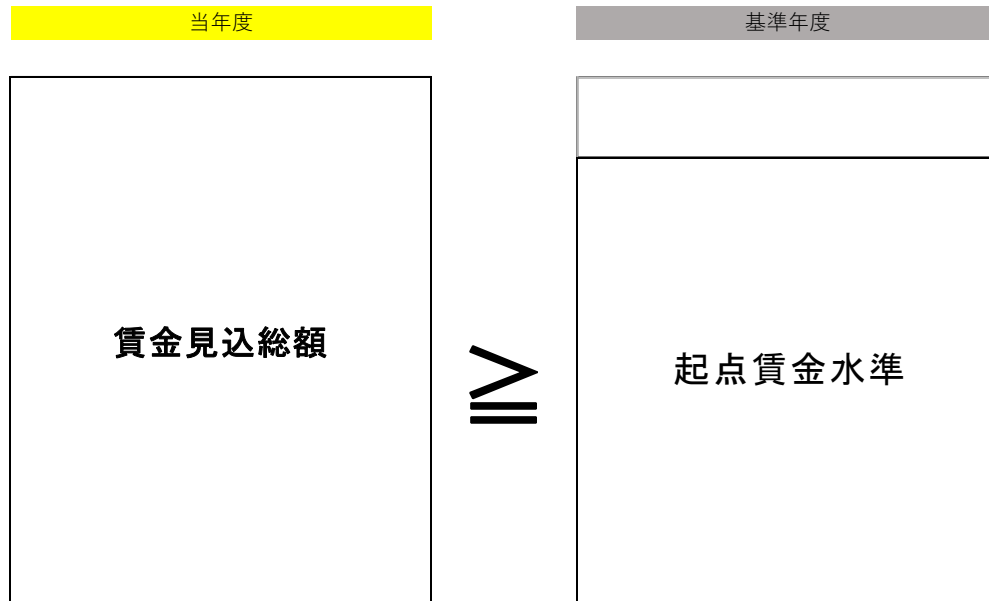 当年度
基準年度
賃金見込総額
≧
起点賃金水準